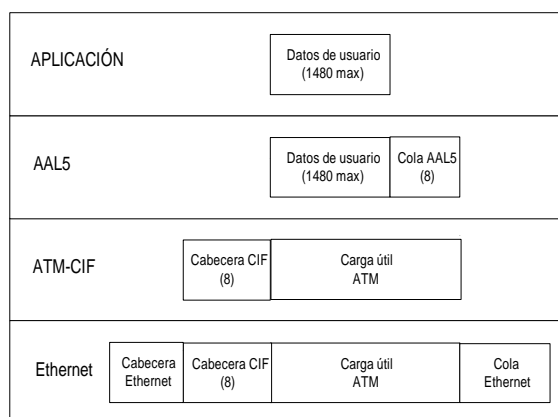 APLICACIÓN
Datos de usuario
(1480 max)
AAL5
Datos de usuario
(1480 max)
Cola AAL5
(8)
ATM-CIF
Cabecera CIF
(8)
Carga útil
ATM
Ethernet
Cabecera
Ethernet
Cabecera CIF
(8)
Carga útil
ATM
Cola
Ethernet